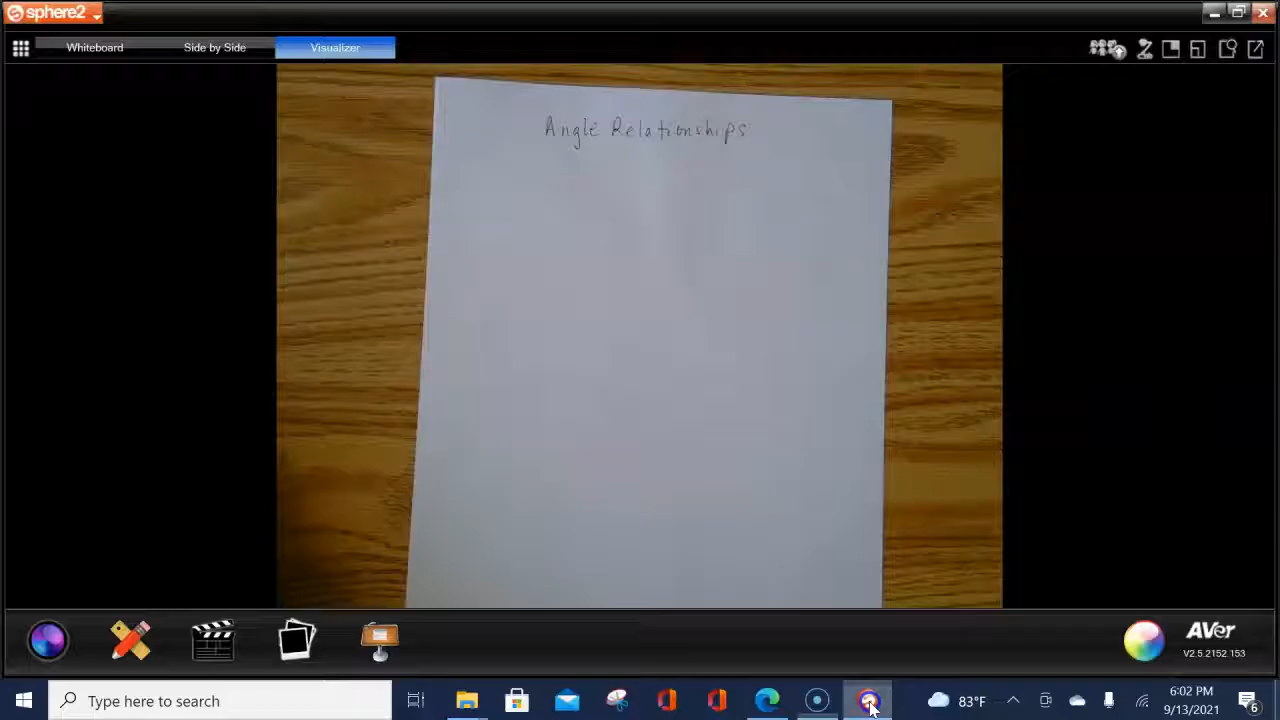 sphere2
Whiteboard
Side by Side
Visualizer
Angle Relationships
AVer
V2.5.2152.153
Type here to search
83°F
6:02 PM
9/13/2021
6